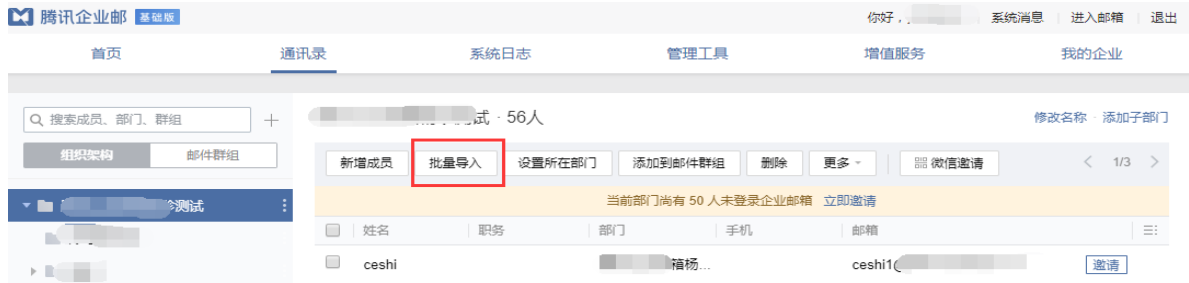 腾讯企业邮 基础版 你好， 系统消息 进入邮箱 退出
首页 通讯录 系统日志 管理工具 增值服务 我的企业
搜索成员、部门、群组
试 · 56人
修改名称 · 添加子部门
组织架构 邮件群组
新增成员 批量导入 设置所在部门 添加到邮件群组 删除 更多 微信邀请 1/3
测试
当前部门尚有 50 人未登录企业邮箱 立即邀请
姓名 职务 部门 手机 邮箱
ceshi 箱杨... ceshi1@ 邀请